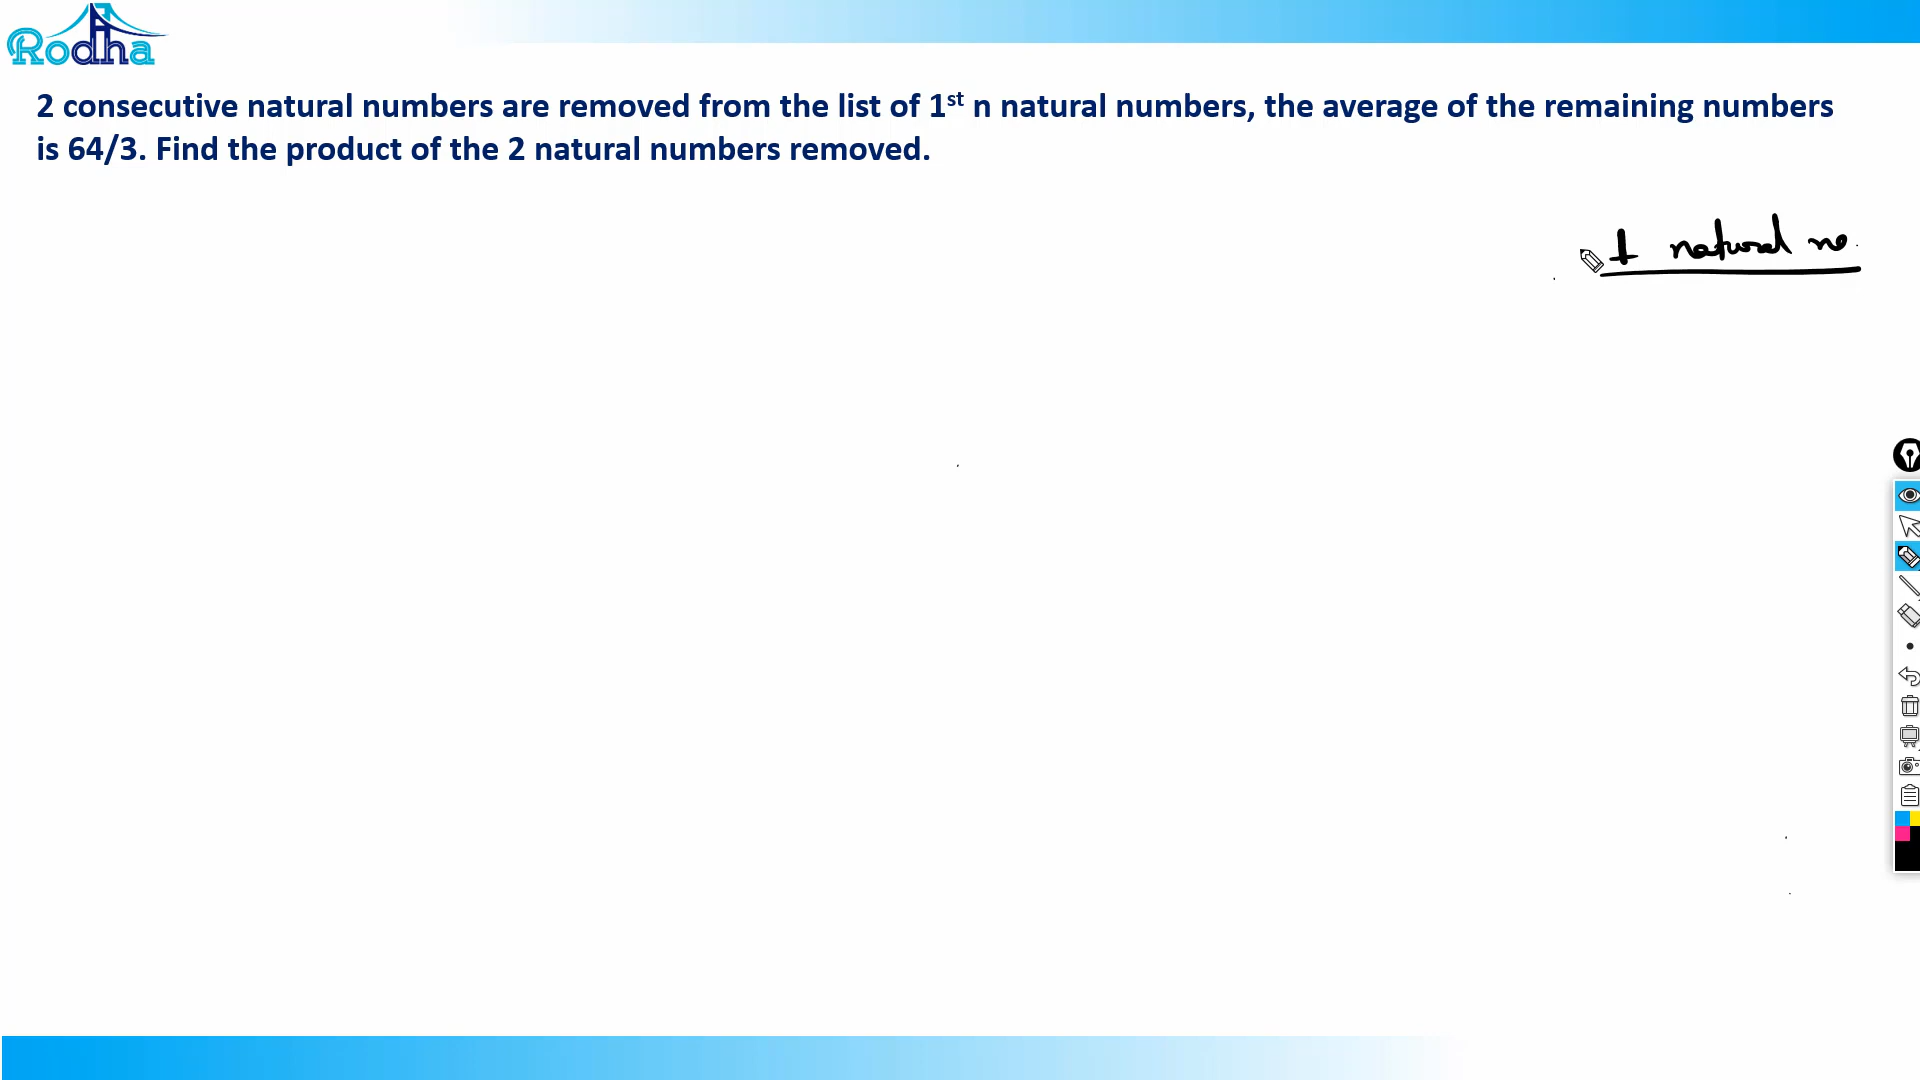 Rodha
2 consecutive natural numbers are removed from the list of 1st n natural numbers, the average of the remaining numbers
is 64/3. Find the product of the 2 natural numbers removed.
1 natural no.